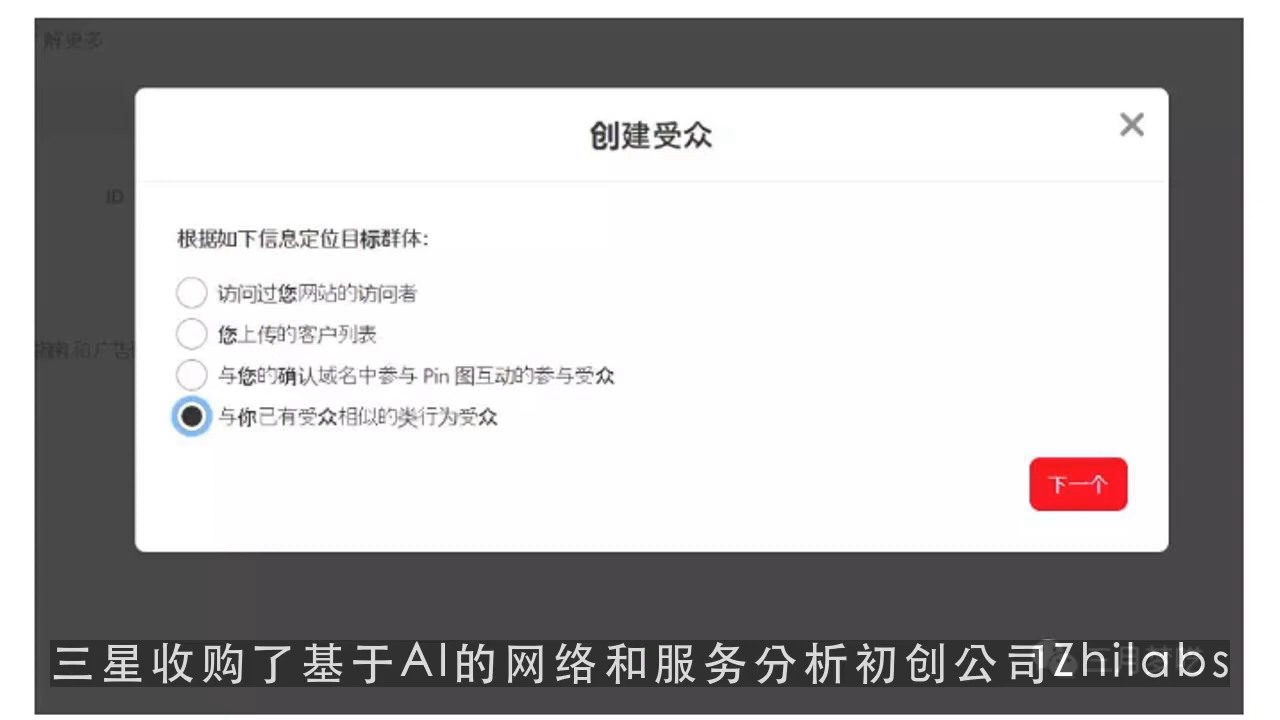 解更多
创建受众
ID
根据如下信息定位目标群体:
访问过您网站的访问者
您上传的客户列表
与您的确认域名中参与 Pin 图互动的参与受众
与你已有受众相似的类行为受众
下一个
三星收购了基于AI的网络和服务分析初创公司Zhilabs